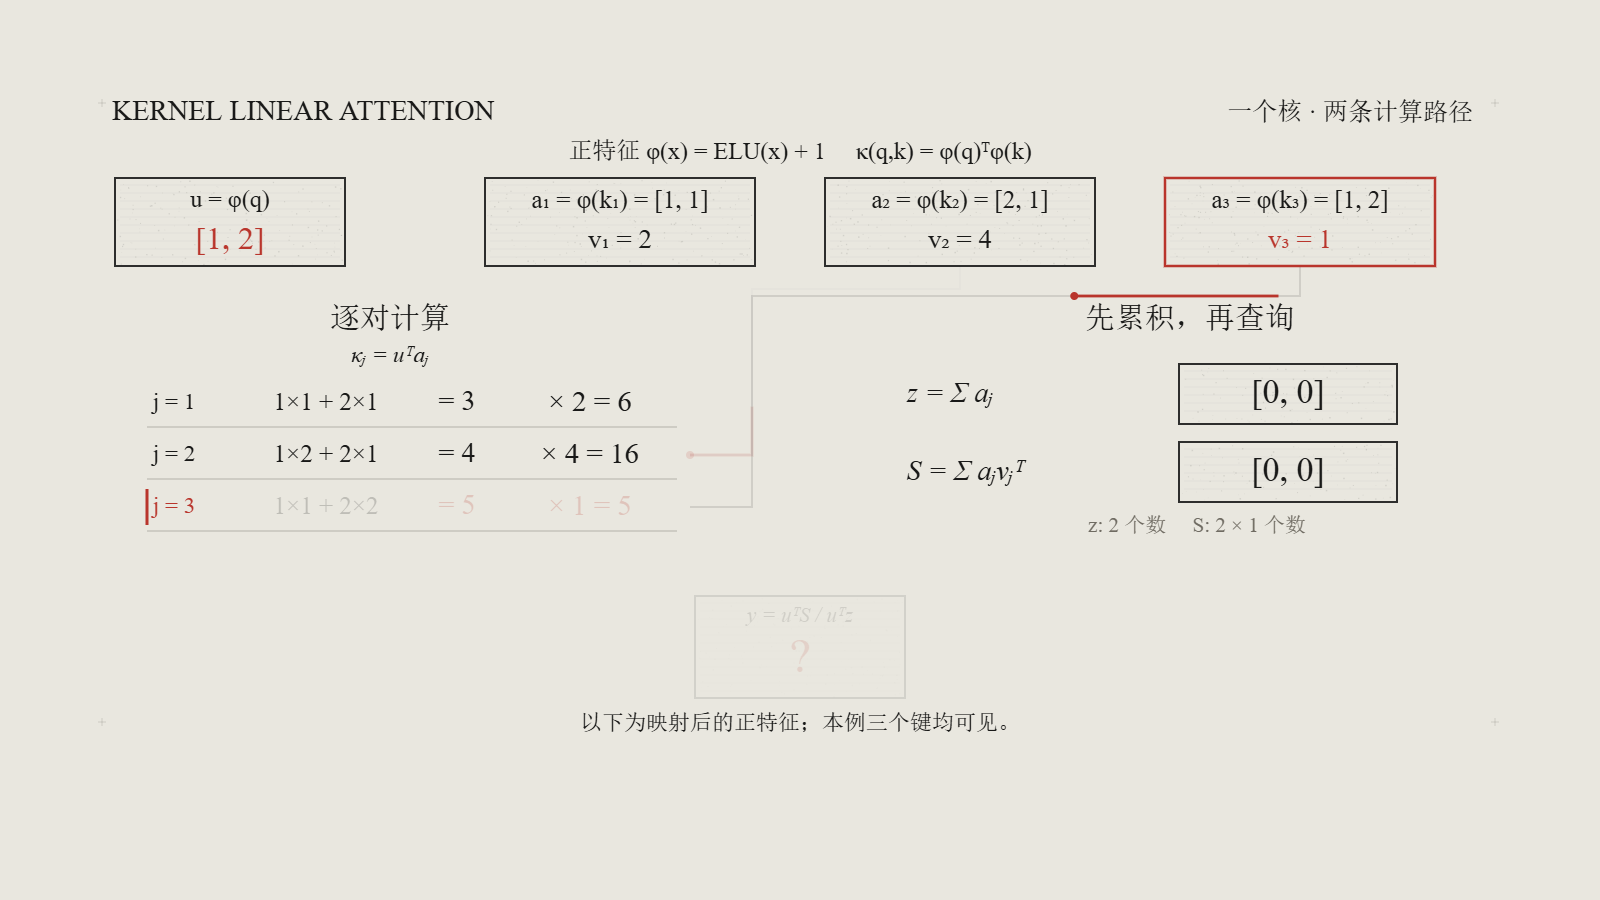 KERNEL LINEAR ATTENTION
一个核 · 两条计算路径
正特征 φ(x) = ELU(x) + 1 κ(q,k) = φ(q)ᵀφ(k)
u = φ(q)
[1, 2]
a₁ = φ(k₁) = [1, 1]
v₁ = 2
a₂ = φ(k₂) = [2, 1]
v₂ = 4
a₃ = φ(k₃) = [1, 2]
v₃ = 1
逐对计算
κⱼ = uᵀaⱼ
j = 1 1×1 + 2×1 = 3 × 2 = 6
j = 2 1×2 + 2×1 = 4 × 4 = 16
j = 3 1×1 + 2×2 = 5 × 1 = 5
先累积，再查询
z = Σ aⱼ [0, 0]
S = Σ aⱼvⱼᵀ [0, 0]
z: 2 个数 S: 2 × 1 个数
y = uᵀS / uᵀz
?
以下为映射后的正特征；本例三个键均可见。